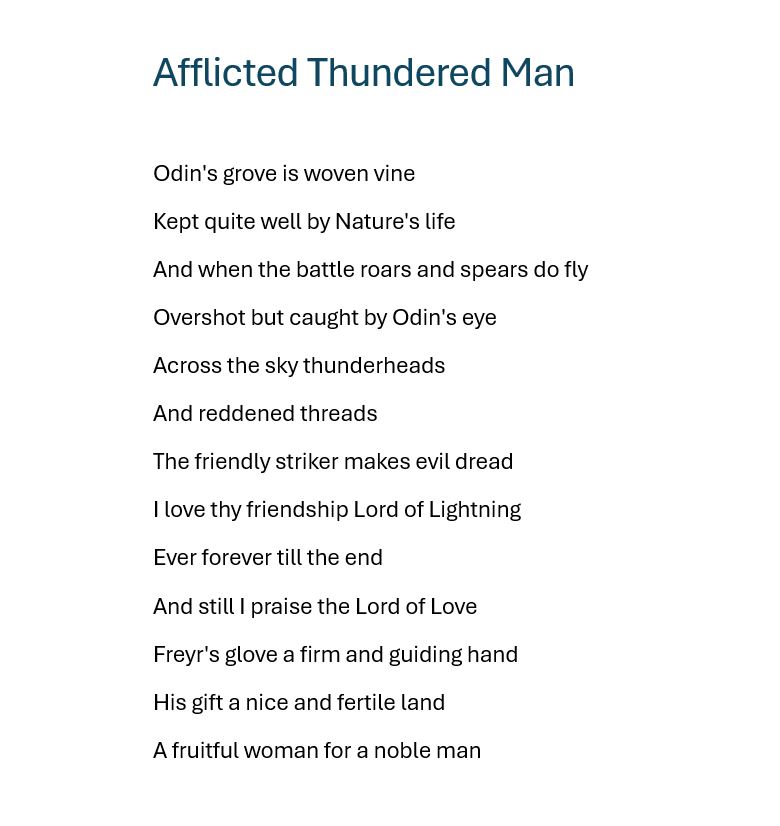 Afflicted Thundered Man
Odin's grove is woven vine
Kept quite well by Nature's life
And when the battle roars and spears do fly
Overshot but caught by Odin's eye
Across the sky thunderheads
And reddened threads
The friendly striker makes evil dread
I love thy friendship Lord of Lightning
Ever forever till the end
And still I praise the Lord of Love
Freyr's glove a firm and guiding hand
His gift a nice and fertile land
A fruitful woman for a noble man